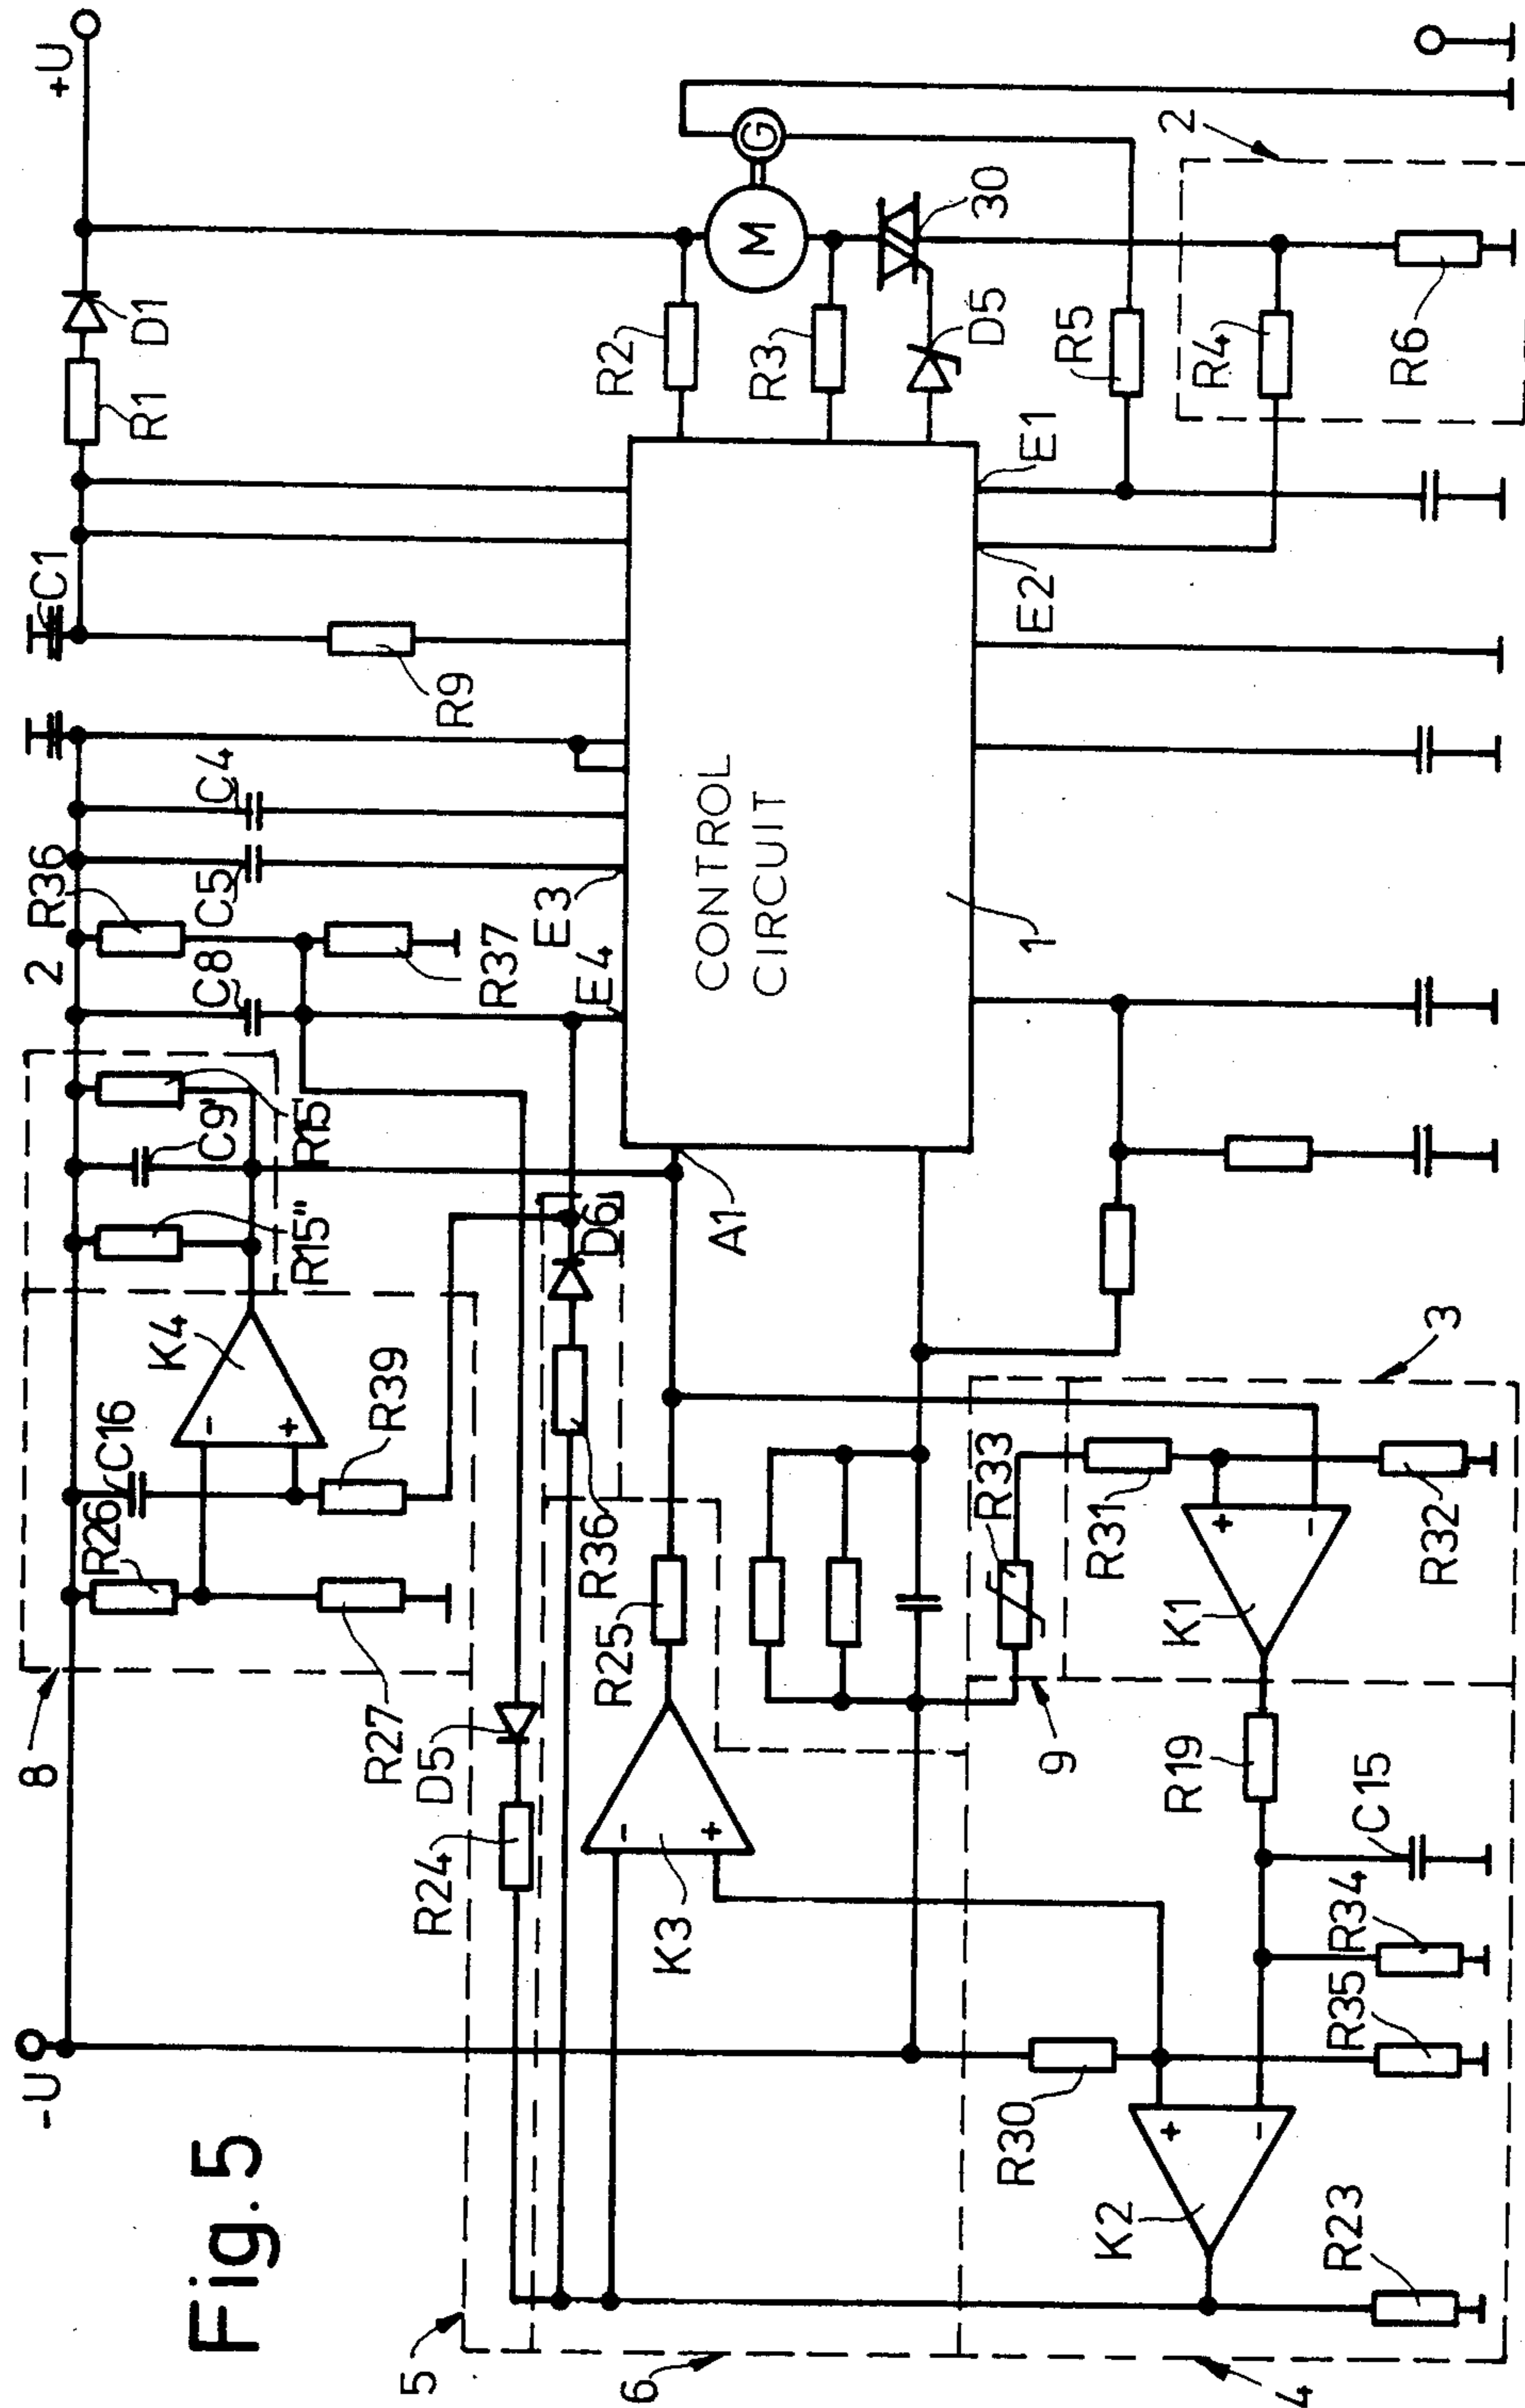 Fig. 5
-U
+U
8
R26
C16
K4
R27
R39
R15"
C9'
R15'
2
C8
R36
C5
C4
C1
R1
D1
R37
R9
E4
E3
5
R24
D5
R36
D6
A1
CONTROL
CIRCUIT
1
R2
R3
M
G
30
D5
6
K3
R25
E2
E1
R5
2
R4
R6
9
R33
3
R31
R32
K1
R19
C15
R34
R35
R30
K2
R23
4